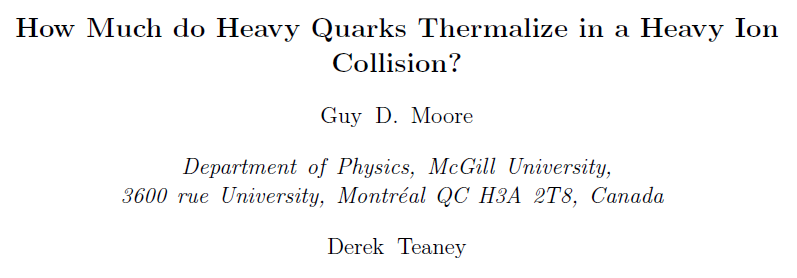 How Much do Heavy Quarks Thermalize in a Heavy Ion
Collision?
Guy D. Moore
Department of Physics, McGill University,
3600 rue University, Montréal QC H3A 2T8, Canada
Derek Teaney